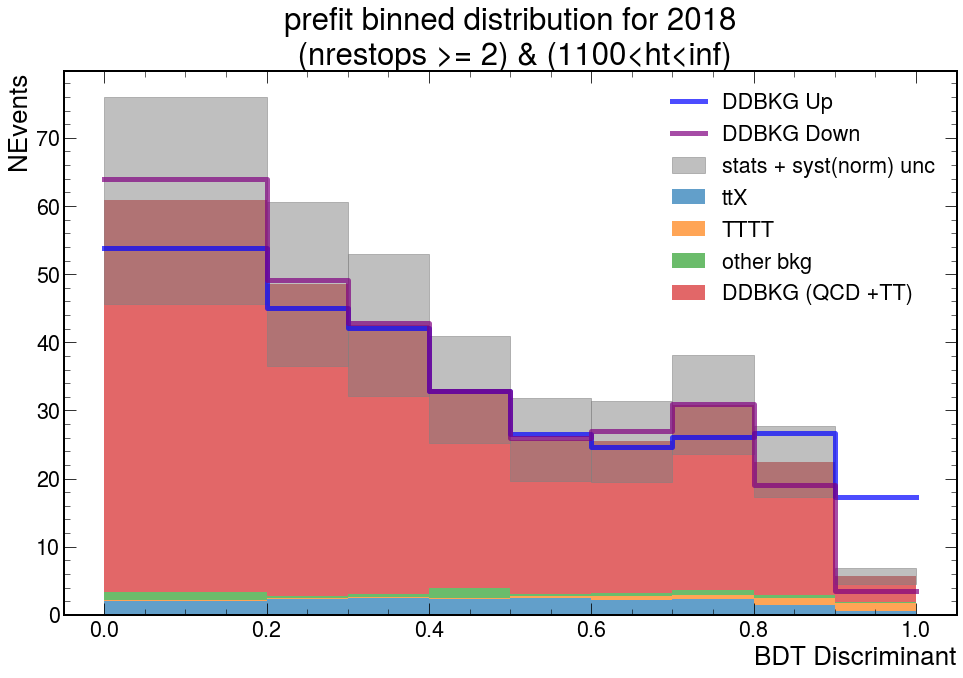 prefit binned distribution for 2018
(nrestops >= 2) & (1100<ht<inf)
NEvents
70
60
50
40
30
20
10
0
DDBKG Up
DDBKG Down
stats + syst(norm) unc
ttX
TTTT
other bkg
DDBKG (QCD +TT)
0.0 0.2 0.4 0.6 0.8 1.0
BDT Discriminant